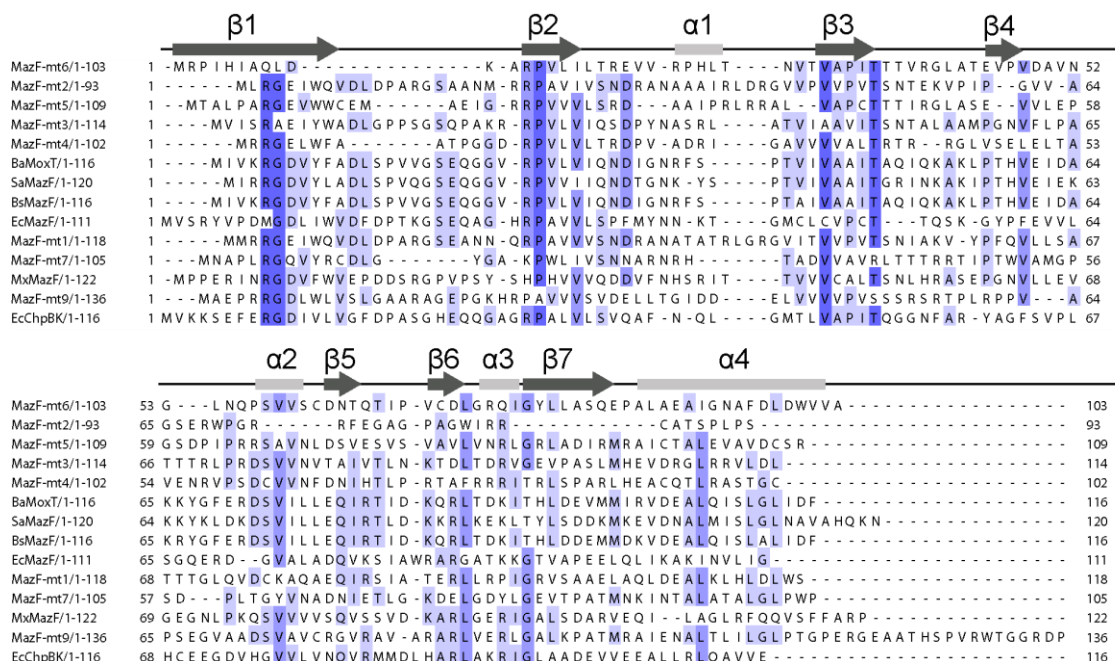 β1 β2 α1 β3 β4
MazF-mt6/1-103 1 --MRPIHIAQLD------------K-ARPVLILTREVV-RPHLT----NVTVAPITTTVRGLATEVPVDAVN 52
MazF-mt2/1-93 1 -----MLRGEIWQVDLDPARGSAANM-RRPAVIVSNDRANAAAIRLDRGVVPVVPVTSNTEKVPIP--GVV--A 64
MazF-mt5/109 1 --MTALPARGEVWWCEM-----AEIG-RRPVVVLSRD---AAIPRLRRAL--VAPCTTTIRGLASE--VVLEP 58
MazF-mt3/1-114 1 ---MVISRAEIYWADLGPPSGSQPAKR-RPVLVIQSDPYNASRL----ATVIAAVITSNTALAAMPGNVFLPA 65
MazF-mt4/1-102 1 -----MRRGELWFA-----ATPGGD-RPVLVLTRDPV-ADRI----GAVVVVALTRTR--RGLVSELELTA 53
BaMoxT/1-116 1 ---MIVKRGDVYFADLSPVVGSEQGGV-RPVLVIQNDIGNRFS-----PTVIVAAITAQIQKAKLPTHVEIDA 64
SaMazF/1-120 1 ----MIRRGDVYLADLSPVQGSEQGGV-RPVVIIQNDTGNK-YS----PTVIVAAITGRINKAKIPTHVEIEK 63
BsMazF/1-116 1 ---MIVKRGDVYFADLSPVVGSEQGGV-RPVLVIQNDIGNRFS-----PTAIVAAITAQIQKAKLPTHVEIDA 64
EcMazF/1-111 1 MVSRYVPDMGDLIWVDFDPTKGSEQAG-HRPAVVLSPFMYNN-KT----GMCLCVPCT---TQSK-GYPFEVVL 64
MazF-mt1/1-118 1 ----MMRRGEIWQVDLDPARGSEANN-QRPAVVVSNDRANATATRLGRGVITVVPVTSNIAKV-YPFQVLLSA 67
MazF-mt7/1-105 1 --MNAPLRGQVYRCDLG-----YGA-KPWLIVSNNARNRH-----TADVVAVRLTTTRRTIPTWVAMGP 56
MxMazF/1-122 1 -MPPERINRGDVFWVEPDDSRGPVPSY-SHPHVVVQDDVFNHSRIT---TVVVCALTSNLHRASEPGNVLLEV 68
MazF-mt9/1-136 1 ---MAEPRRGDLWLVSLGAARAGEPGKHRPAVVVSVDELLTGIDD----ELVVVVPVSSSRSRTPLRPPV---A 64
EcChpBK/1-116 1 MVKKSEFERGDIVLVGFDPASGHEQQGAGRPALVLSVQAF-N-QL----GMTLVAPITQGGNFAR-YAGFSVPL 67
α2 β5 β6 α3 β7 α4
MazF-mt6/1-103 53 G---LNQPSVVSCDNTQTIP-VCDLGRQIGYLLASQEPALAEAIGNAFDLDWVVA---------------- 103
MazF-mt2/1-93 65 GSERWPGR-----RFEGAG-PAGWIRR----------CATSPLPS-------------------------- 93
MazF-mt5/109 59 GSDPIPRRSAVNLDSVESVS-VAVLVNRLGRLADIRMRAICTALEVAVDCSR------------------- 109
MazF-mt3/1-114 66 TTTRLPRDSVVNVTAIVTLN-KTDLTDRVGEVPASLMHEVDRGLRRVLDL--------------------- 114
MazF-mt4/1-102 54 VENRVPSDCVVNFDNIHTLP-RTAFRRRITRLSPARLHEACQTLRASTGC--------------------- 102
BaMoxT/1-116 65 KKYGFERDSVILLEQIRTID-KQRLTDKITHLDEVMMIRVDEALQISLGLIDF------------------ 116
SaMazF/1-120 64 KKYKLDKDSVILLEQIRTLD-KKRLKEKLTYLSDDKMKEVDNALMISLGLNAVAHQKN------------- 120
BsMazF/1-116 65 KRYGFERDSVILLEQIRTID-KQRLTDKITHLDDEMMDKVDEALQISLALIDF------------------ 116
EcMazF/1-111 65 SGQERD--GVALADQVKSIAWRARGATKKGTVAPEELQLIKAKINVLIG---------------------- 111
MazF-mt1/1-118 68 TTTGLQVDCKAQAEQIRSIA-TERLLRPIGRVSAAELAQLDEALKLHLDLWS------------------- 118
MazF-mt7/1-105 57 SD--PLTGYVNADNIETLG-KDELGDYLGEVTPATMNKINTALATALGLPWP------------------- 105
MxMazF/1-122 69 GEGNLPKQSVVVVSQVSSVD-KARLGERIGALSDARVEQI---LAGLRFQQVSFFARP------------- 122
MazF-mt9/1-136 65 PSEGVAADSVAVCRGVRAV-ARARLVERLGALKPATMRAIENALTLILGLPTGPERGEAATHSPVRWTGGRDP 136
EcChpBK/1-116 68 HCEEGDVHGVVLVNQVRMMDLHARLAKRIGLAADEVVEEALLRLQAVVE---------------------- 116